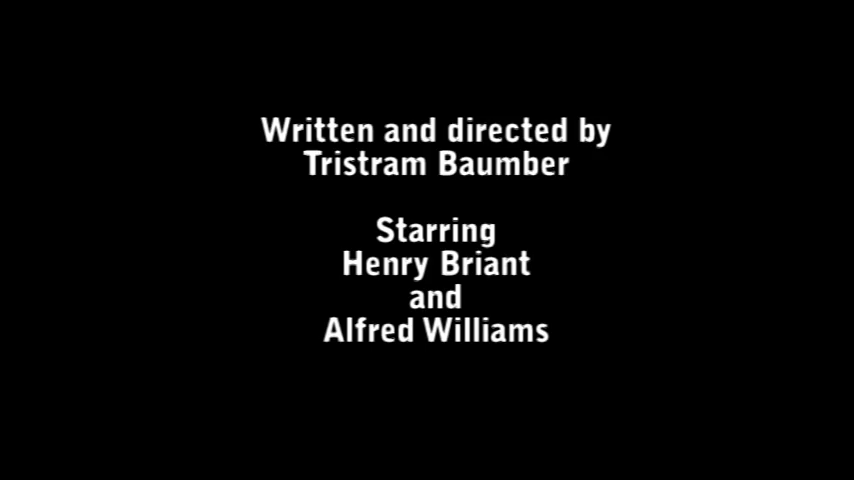 Written and directed by
Tristram Baumber
Starring
Henry Briant
and
Alfred Williams